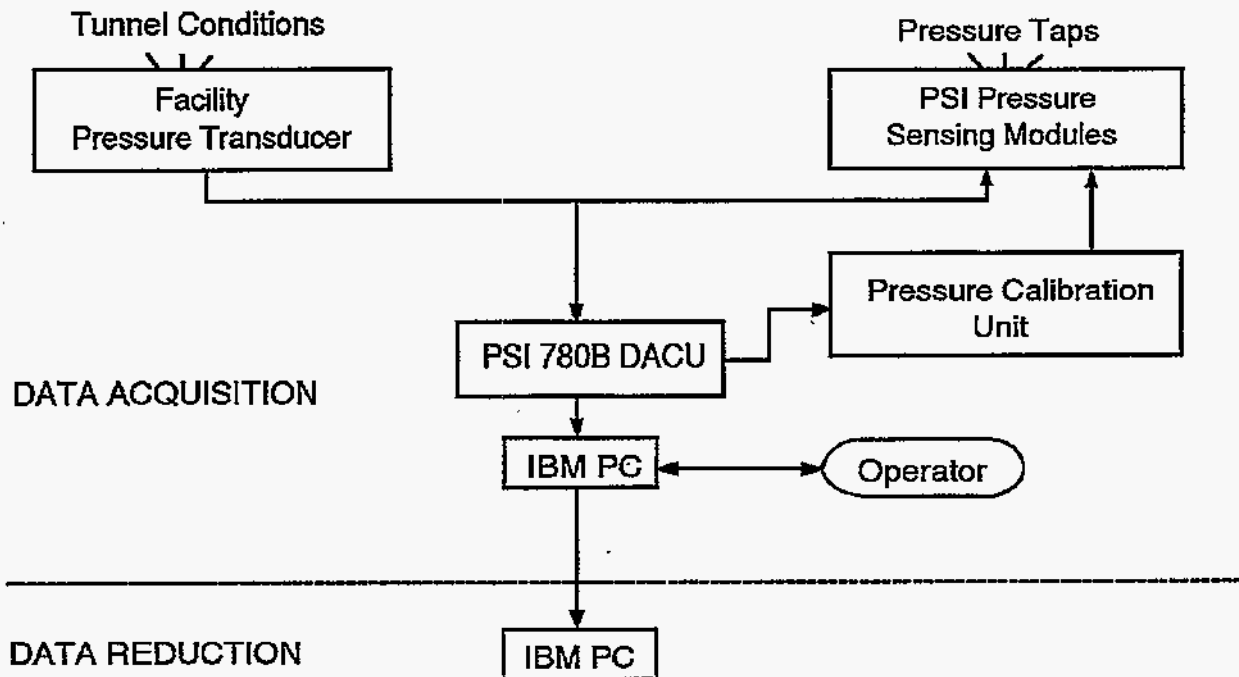 Tunnel Conditions
Pressure Taps
Facility
Pressure Transducer
PSI Pressure
Sensing Modules
Pressure Calibration
Unit
PSI 780B DACU
DATA ACQUISITION
IBM PC
Operator
DATA REDUCTION
IBM PC